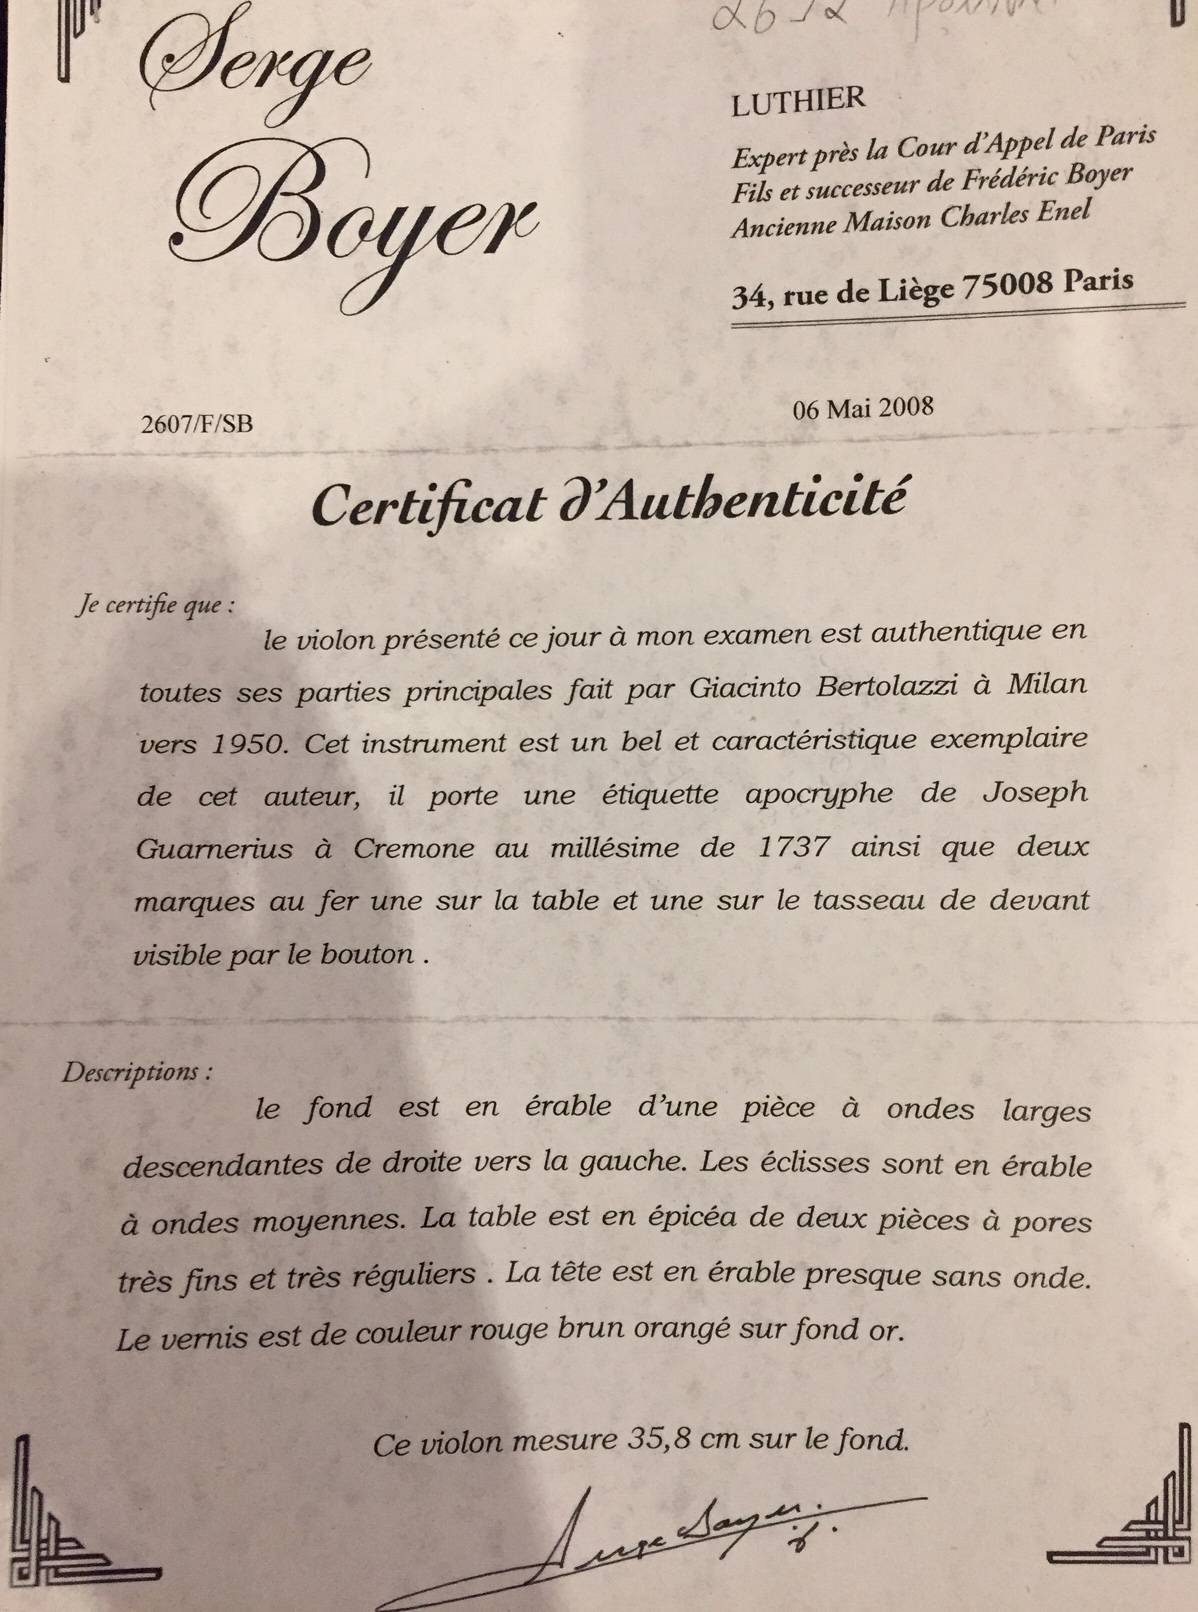 Serge
Boyer
LUTHIER
Expert près la Cour d'Appel de Paris
Fils et successeur de Frédéric Boyer
Ancienne Maison Charles Enel
34, rue de Liège 75008 Paris
2607/F/SB
06 Mai 2008
Certificat d'Authenticité
Je certifie que :
le violon présenté ce jour à mon examen est authentique en
toutes ses parties principales fait par Giacinto Bertolazzi à Milan
vers 1950. Cet instrument est un bel et caractéristique exemplaire
de cet auteur, il porte une étiquette apocryphe de Joseph
Guarnerius à Cremone au millésime de 1737 ainsi que deux
marques au fer une sur la table et une sur le tasseau de devant
visible par le bouton .
Descriptions :
le fond est en érable d'une pièce à ondes larges
descendantes de droite vers la gauche. Les éclisses sont en érable
à ondes moyennes. La table est en épicéa de deux pièces à pores
très fins et très réguliers . La tête est en érable presque sans onde.
Le vernis est de couleur rouge brun orangé sur fond or.
Ce violon mesure 35,8 cm sur le fond.
Serge Boyer